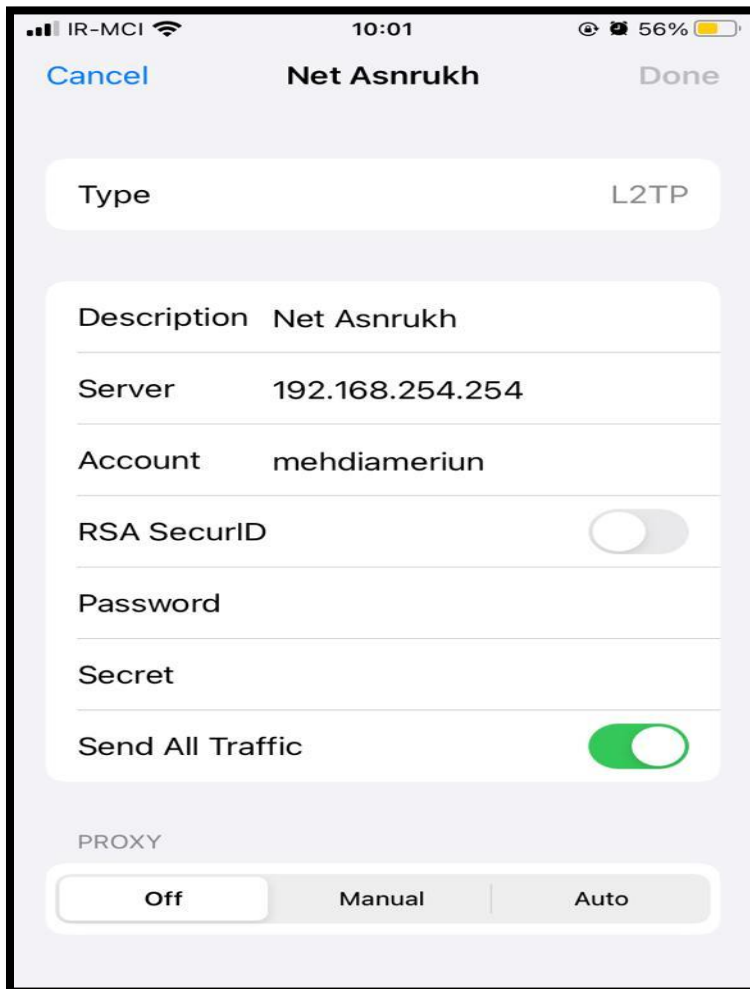 IR-MCI 10:01 56%
Cancel Net Asnrukh Done
Type L2TP
Description Net Asnrukh
Server 192.168.254.254
Account mehdiameriun
RSA SecurID
Password
Secret
Send All Traffic
PROXY
Off Manual Auto